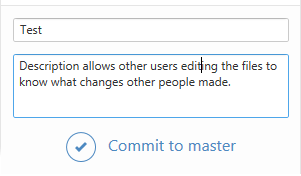 Test
Description allows other users editing the files to
know what changes other people made.
Commit to master